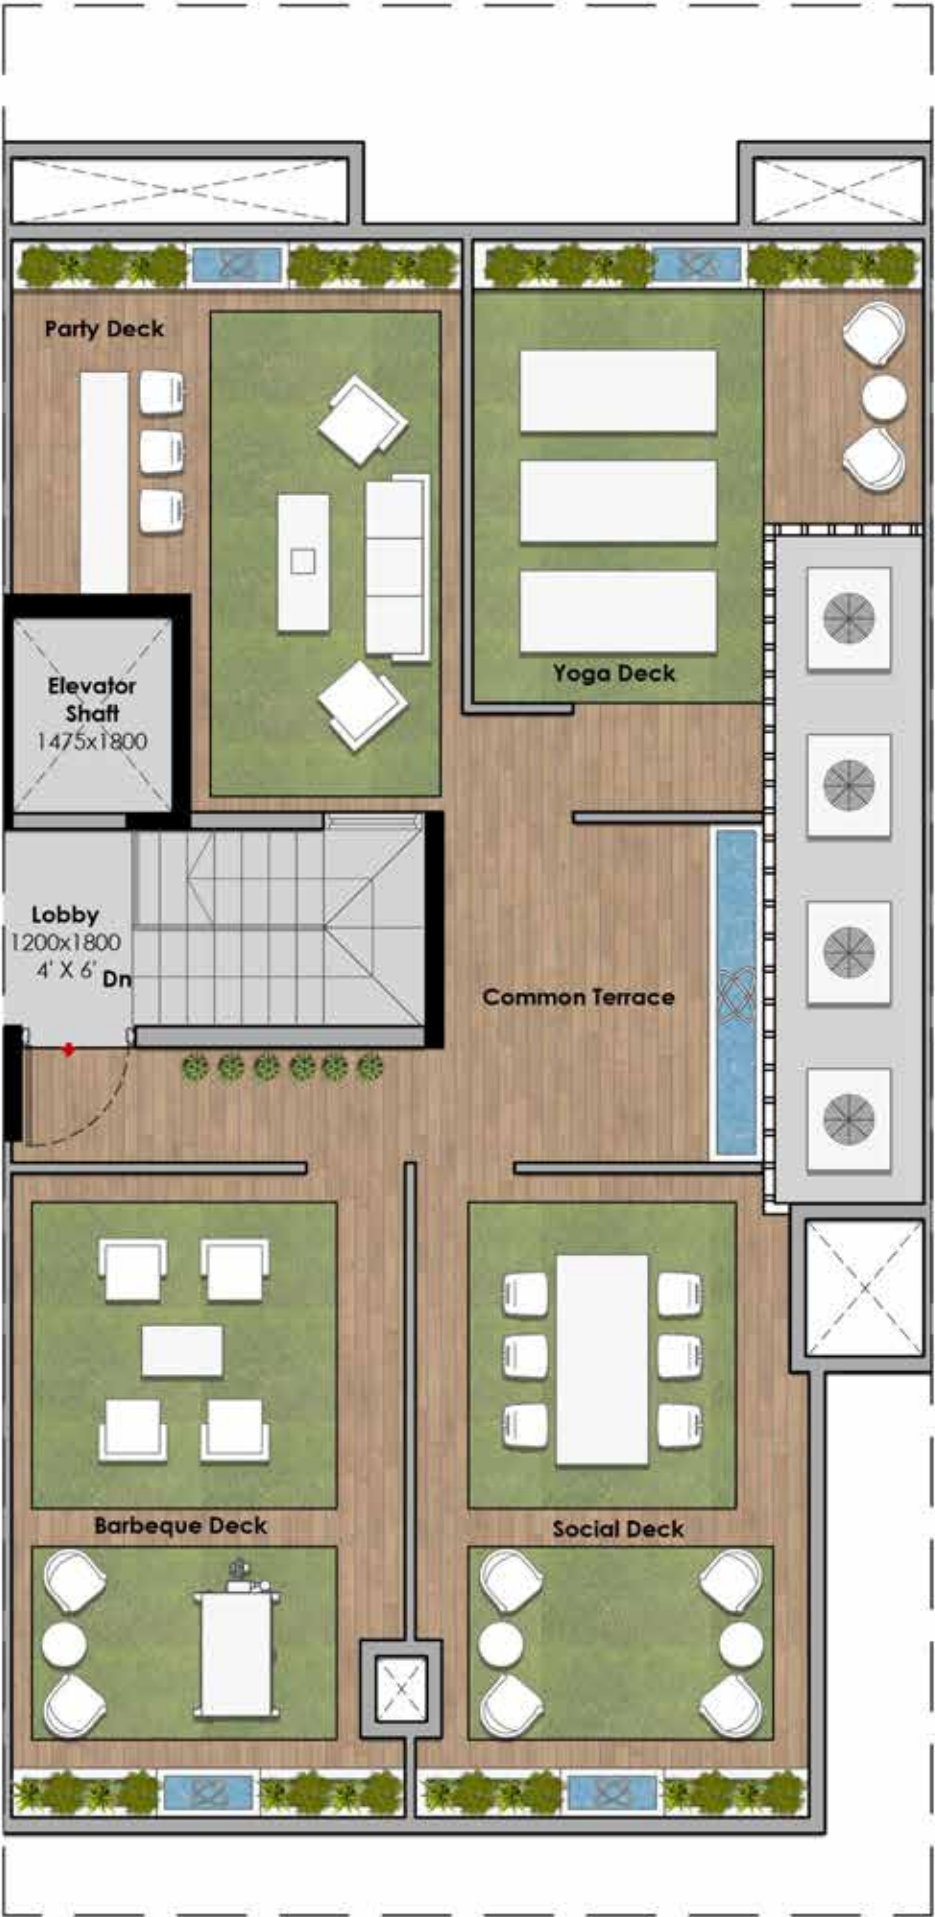 Party Deck
Yoga Deck
Elevator
Shaft
1475x1800
Lobby
1200x1800
4' X 6'
Dn
Common Terrace
Barbeque Deck
Social Deck